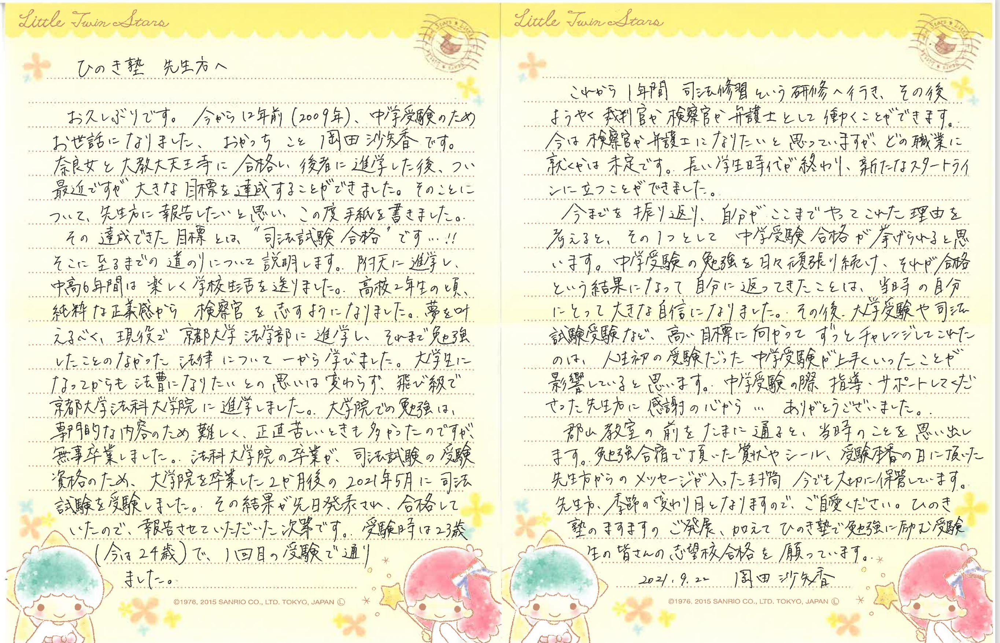 Little Twin Stars
ひのき塾 先生方へ
お久しぶりです。 今から12年前(2009年)、中学受験のため
お世話になりました、 おかっち こと 岡田 沙矢香です。
奈良女と大教大天王寺に合格し、後者に進学した後、つい
最近ですが 大きな目標を達成することができました。そのことに
ついて、先生方に報告したいと思い、この度手紙を書きました。
その達成できた目標とは、"司法試験 合格"です…!!
そこに至るまでの道のりについて説明します。附天に進学し、
中高6年間は楽しく学校生活を送りました。高校2年生の頃、
純粋な正義感から 検察官を志すようになりました。夢を叶
えるべく、現役で 京都大学 法学部に進学し、それまで勉強
したことのなかった 法律について一から学びました。大学生に
なってからも法曹になりたいとの思いは変わらず、飛び級で
京都大学法科大学院に進学しました。大学院での勉強は、
専門的な内容のため難しく、正直苦しいときも多かったのですが、
無事卒業しました。法科大学院の卒業が、司法試験の受験
資格のため、大学院を卒業した2か月後の2021年5月に司法
試験を受験しました。その結果が先日発表され、合格して
いたので、報告させていただいた次第です。受験時は23歳
(今は24歳)で、1回目の受験で通り
ました。
©1976, 2015 SANRIO CO., LTD. TOKYO, JAPAN Ⓛ
Little Twin Stars
これから1年間 司法修習という研修へ行き、その後
ようやく裁判官か検察官か弁護士として働くことができます。
今は検察官か弁護士になりたいと思っていますが、どの職業に
就くかは未定です。長い学生時代が終わり、新たなスタートライ
ンに立つことができました。
今までを振り返り、自分がここまでやってこれた理由を
考えると、その1つとして 中学受験 合格が挙げられると思
います。中学受験の勉強を日々頑張り続け、それが合格
という結果になって自分に返ってきたことは、当時の自分
にとって大きな自信になりました。その後、大学受験や司法
試験受験など、高い目標に向かって ずっとチャレンジしてこれた
のは、人生初の受験だった中学受験が上手くいったことが
影響していると思います。中学受験の際、指導・サポートしてくだ
さった先生方に感謝の心から… ありがとうございました。
郡山教室の前をたまに通ると、当時のことを思い出し
ます。勉強合宿で頂いた賞状やシール、受験本番の日に頂いた
先生方からのメッセージが入った封筒 今でも大切に保管しています。
先生方、季節の変わり目となりますので、ご自愛ください。ひのき
塾のますますのご発展、加えてひのき塾で勉強に励む受験
生の皆さんの志望校合格を願っています。
2021.9.22 岡田 沙矢香
©1976, 2015 SANRIO CO., LTD. TOKYO, JAPAN Ⓛ